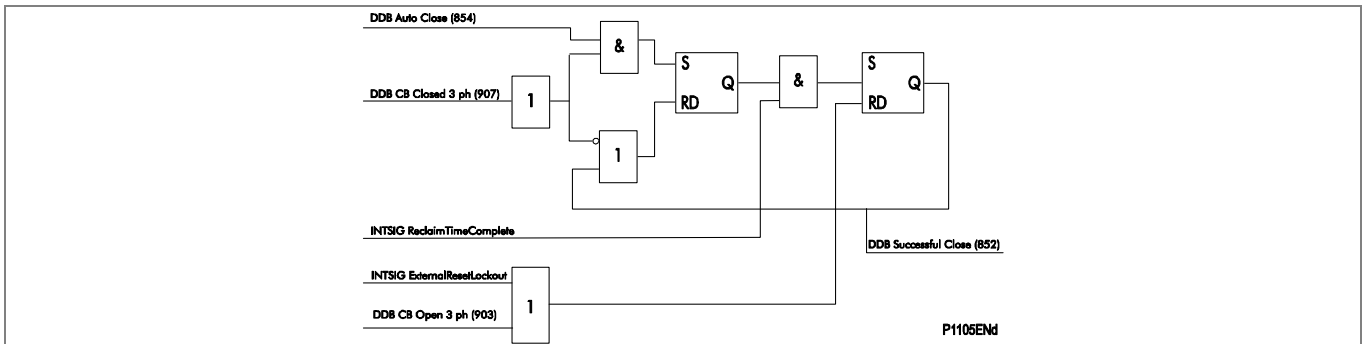 DDB Auto Close (854)
&
S
Q
RD
&
S
Q
RD
DDB CB Closed 3 ph (907)
1
1
INTSIG ReclaimTimeComplete
DDB Successful Close (852)
INTSIG ExternalResetLockout
1
DDB CB Open 3 ph (903)
P1105ENd